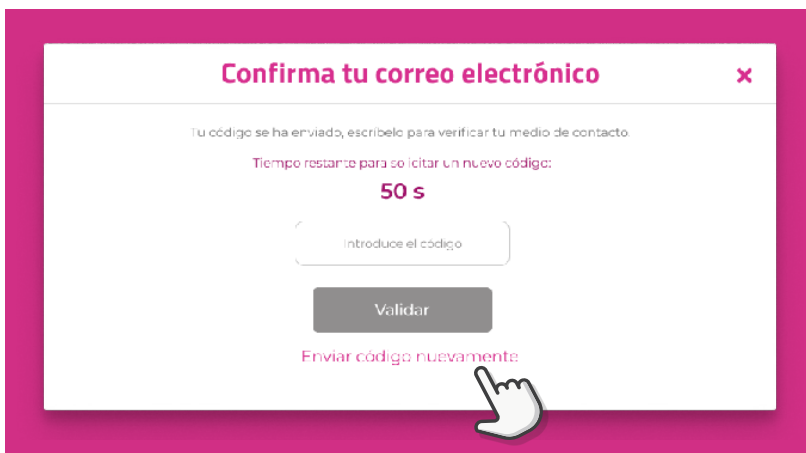 Confirma tu correo electrónico
Tu código se ha enviado, escríbelo para verificar tu medio de contacto.
Tiempo restante para solicitar un nuevo código:
50 s
Introduce el código
Validar
Enviar código nuevamente